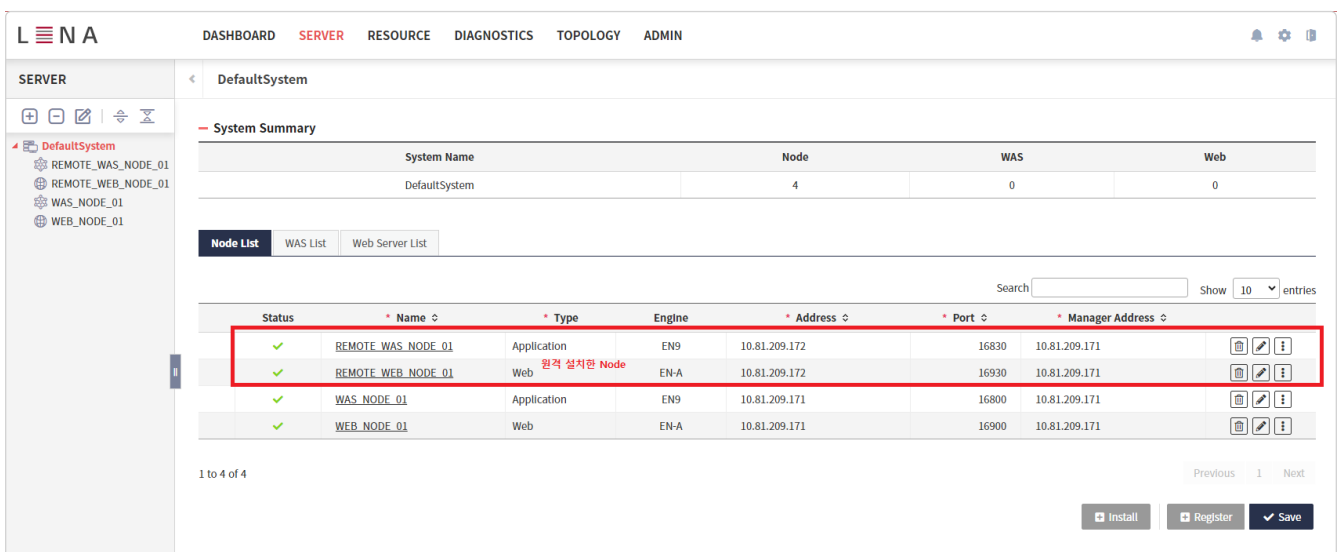 LENA
DASHBOARD SERVER RESOURCE DIAGNOSTICS TOPOLOGY ADMIN
SERVER
DefaultSystem
DefaultSystem
REMOTE_WAS_NODE_01
REMOTE_WEB_NODE_01
WAS_NODE_01
WEB_NODE_01
System Summary
System Name Node WAS Web
DefaultSystem 4 0 0
Node List WAS List Web Server List
Search Show 10 entries
Status * Name * Type Engine * Address * Port * Manager Address
REMOTE_WAS_NODE_01 Application EN9 10.81.209.172 16830 10.81.209.171
원격 설치한 Node
REMOTE_WEB_NODE_01 Web EN-A 10.81.209.172 16930 10.81.209.171
WAS_NODE_01 Application EN9 10.81.209.171 16800 10.81.209.171
WEB_NODE_01 Web EN-A 10.81.209.171 16900 10.81.209.171
1 to 4 of 4
Previous 1 Next
Install Register Save